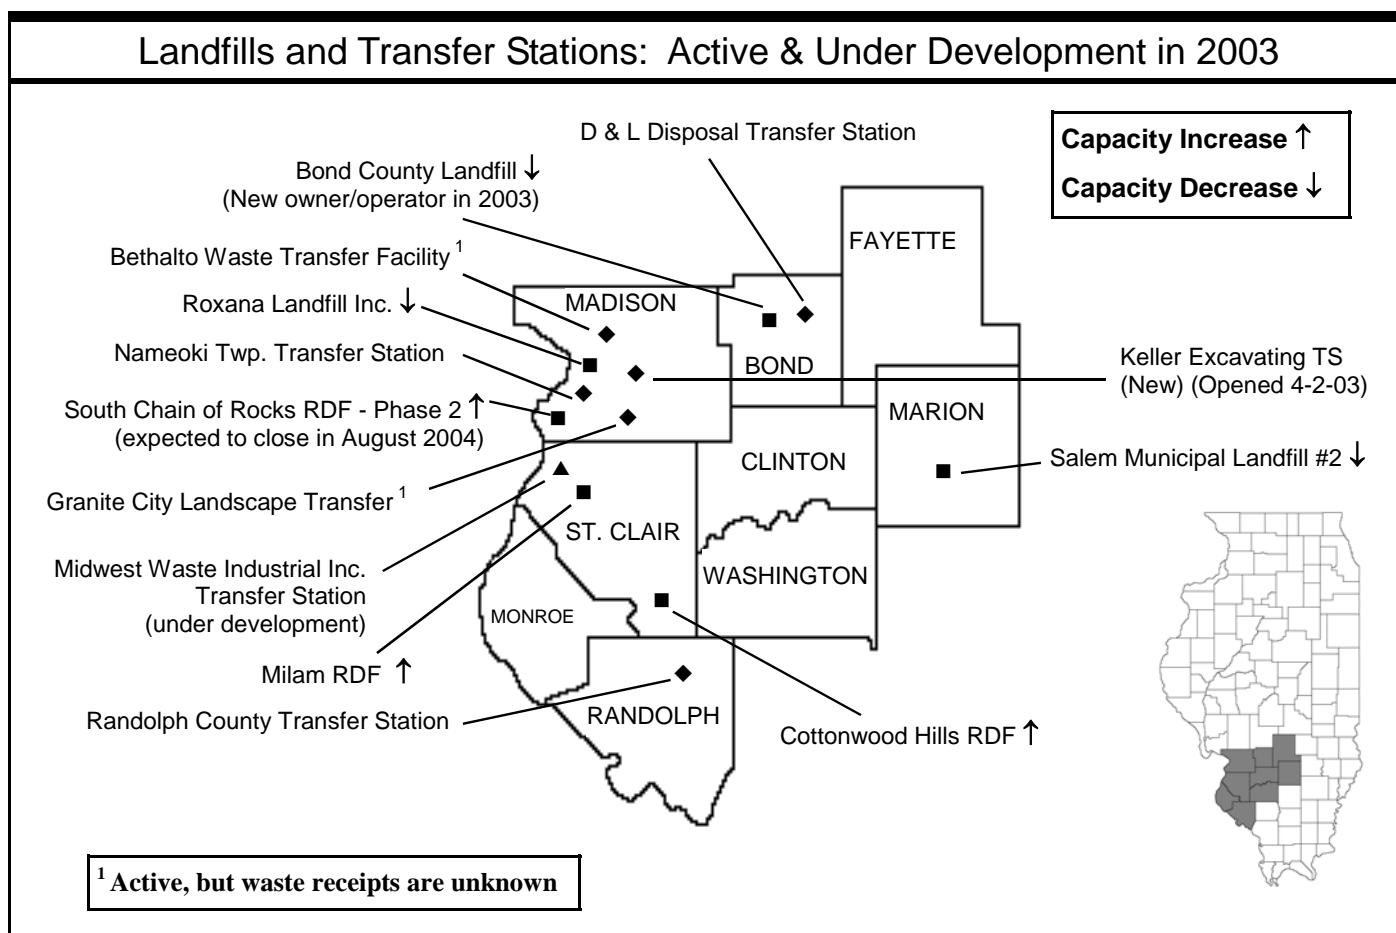 Landfills and Transfer Stations:  Active & Under Development in 2003
D & L Disposal Transfer Station
Capacity Increase ↑
Capacity Decrease ↓
Bond County Landfill ↓
(New owner/operator in 2003)
Bethalto Waste Transfer Facility ¹
Roxana Landfill Inc. ↓
Nameoki Twp. Transfer Station
South Chain of Rocks RDF - Phase 2 ↑
(expected to close in August 2004)
Granite City Landscape Transfer ¹
Midwest Waste Industrial Inc.
Transfer Station
(under development)
Milam RDF ↑
Randolph County Transfer Station
FAYETTE
MADISON
BOND
MARION
CLINTON
ST. CLAIR
WASHINGTON
MONROE
RANDOLPH
Keller Excavating TS
(New) (Opened 4-2-03)
Salem Municipal Landfill #2 ↓
Cottonwood Hills RDF ↑
¹ Active, but waste receipts are unknown